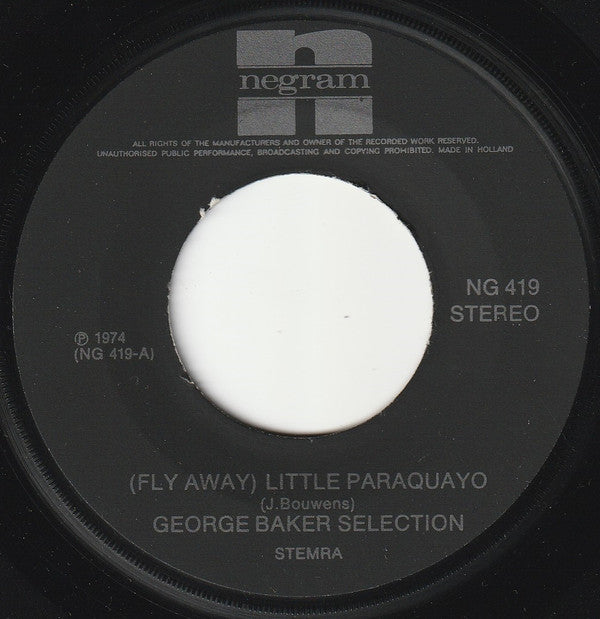 negram
ALL RIGHTS OF THE MANUFACTURERS AND OWNER OF THE RECORDED WORK RESERVED.
UNAUTHORISED PUBLIC PERFORMANCE, BROADCASTING AND COPYING PROHIBITED. MADE IN HOLLAND
NG 419
STEREO
℗ 1974
(NG 419-A)
(FLY AWAY) LITTLE PARAQUAYO
(J.Bouwens)
GEORGE BAKER SELECTION
STEMRA